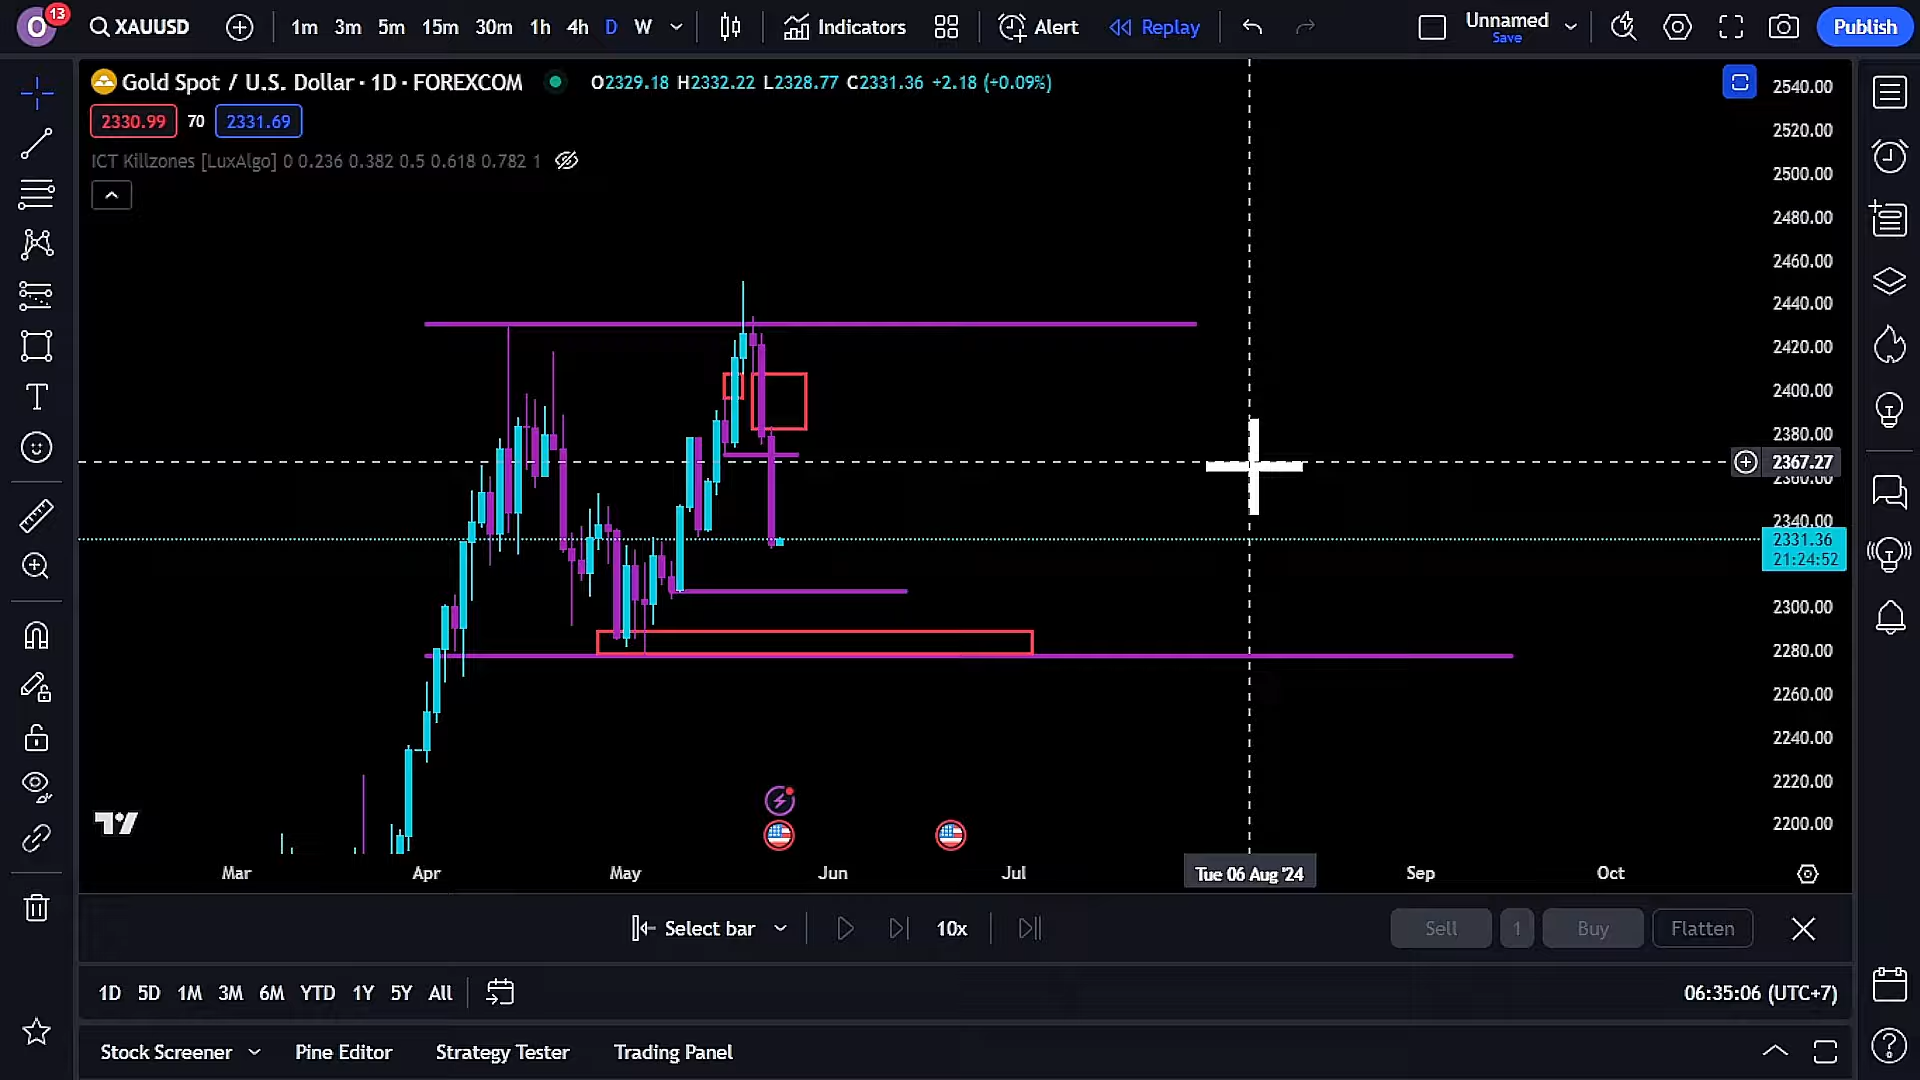 O 13 XAUUSD 1m 3m 5m 15m 30m 1h 4h D W Indicators Alert Replay Unnamed Save Publish
Gold Spot / U.S. Dollar · 1D · FOREXCOM O2329.18 H2332.22 L2328.77 C2331.36 +2.18 (+0.09%)
2330.99 70 2331.69
ICT Killzones [LuxAlgo] 0 0.236 0.382 0.5 0.618 0.782 1
2540.00
2520.00
2500.00
2480.00
2460.00
2440.00
2420.00
2400.00
2380.00
2367.27
2360.00
2340.00
2331.36
21:24:52
2300.00
2280.00
2260.00
2240.00
2220.00
2200.00
Mar Apr May Jun Jul Tue 06 Aug '24 Sep Oct
Select bar 10x Sell 1 Buy Flatten
1D 5D 1M 3M 6M YTD 1Y 5Y All 06:35:06 (UTC+7)
Stock Screener Pine Editor Strategy Tester Trading Panel